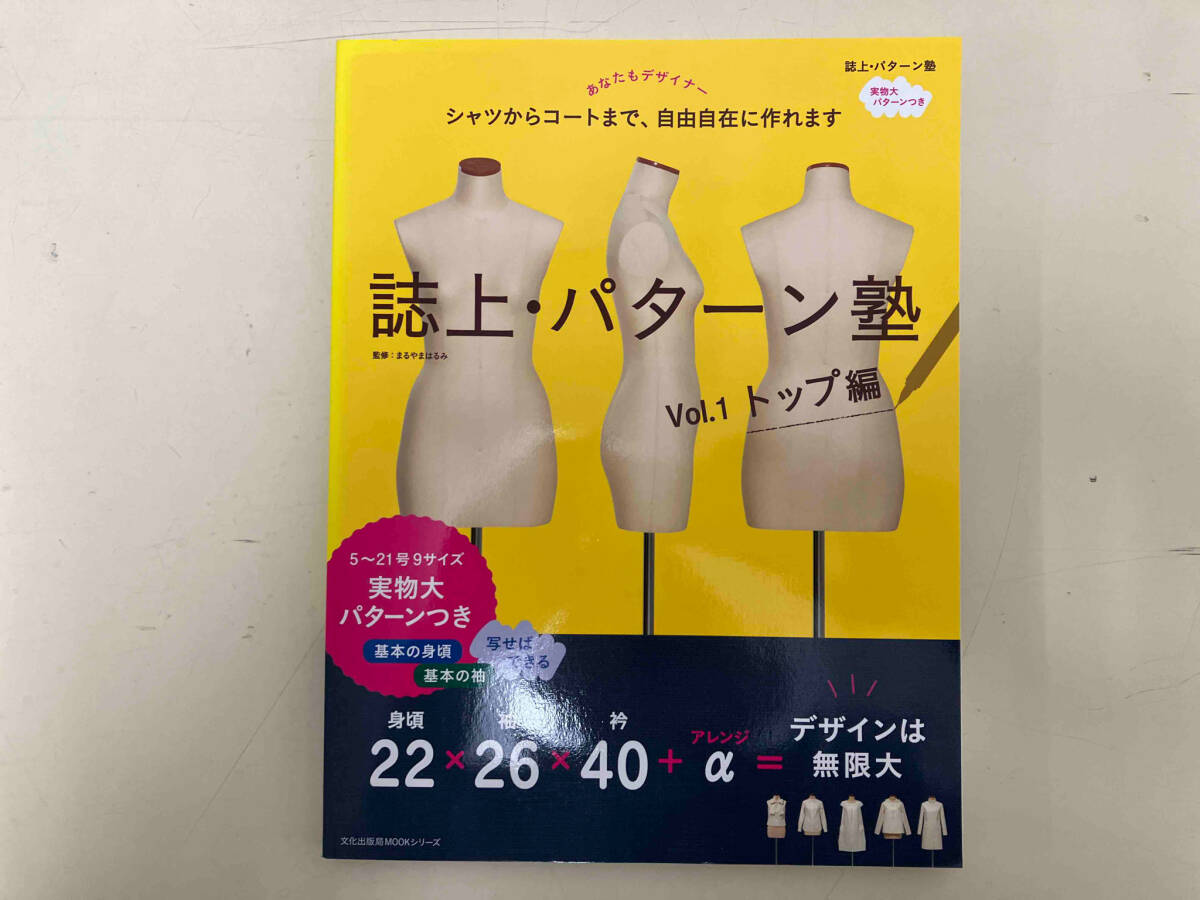 誌上・パターン塾
実物大
パターンつき
あなたもデザイナー
シャツからコートまで、自由自在に作れます
誌上・パターン塾
監修：まるやまはるみ
Vol.1 トップ編
5〜21号 9サイズ
実物大
パターンつき
基本の身頃
基本の袖
写せば
できる
身頃 袖 衿 アレンジ
22 × 26 × 40 + α =
デザインは
無限大
文化出版局MOOKシリーズ